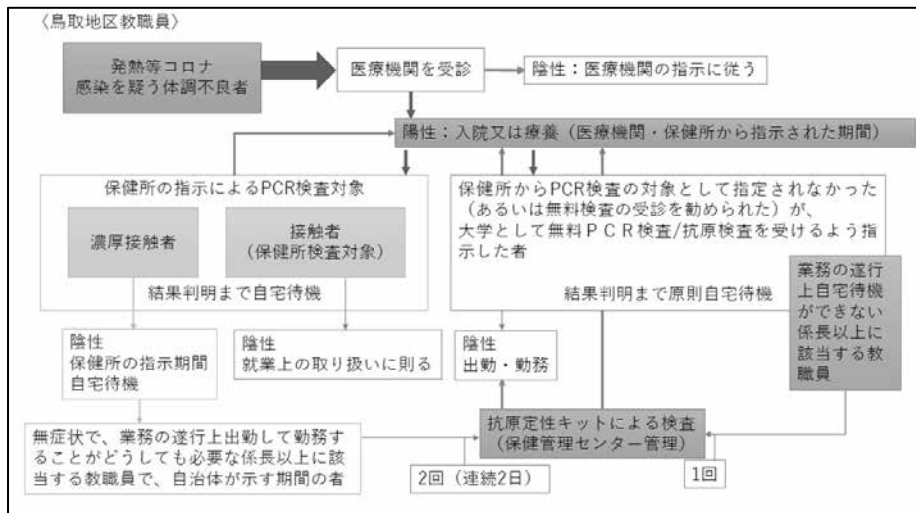 〈鳥取地区教職員〉
発熱等コロナ
感染を疑う体調不良者
医療機関を受診
陰性：医療機関の指示に従う
陽性：入院又は療養（医療機関・保健所から指示された期間）
保健所の指示によるPCR検査対象
濃厚接触者
接触者
（保健所検査対象）
結果判明まで自宅待機
保健所からPCR検査の対象として指定されなかった
（あるいは無料検査の受診を勧められた）が、
大学として無料ＰＣＲ検査/抗原検査を受けるよう指
示した者
結果判明まで原則自宅待機
業務の遂行
上自宅待機
ができない
係長以上に
該当する教
職員
陰性
保健所の指示期間
自宅待機
陰性
就業上の取り扱いに則る
陰性
出勤・勤務
抗原定性キットによる検査
（保健管理センター管理）
無症状で、業務の遂行上出勤して勤務す
ることがどうしても必要な係長以上に該
当する教職員で、自治体が示す期間の者
2回（連続2日）
1回